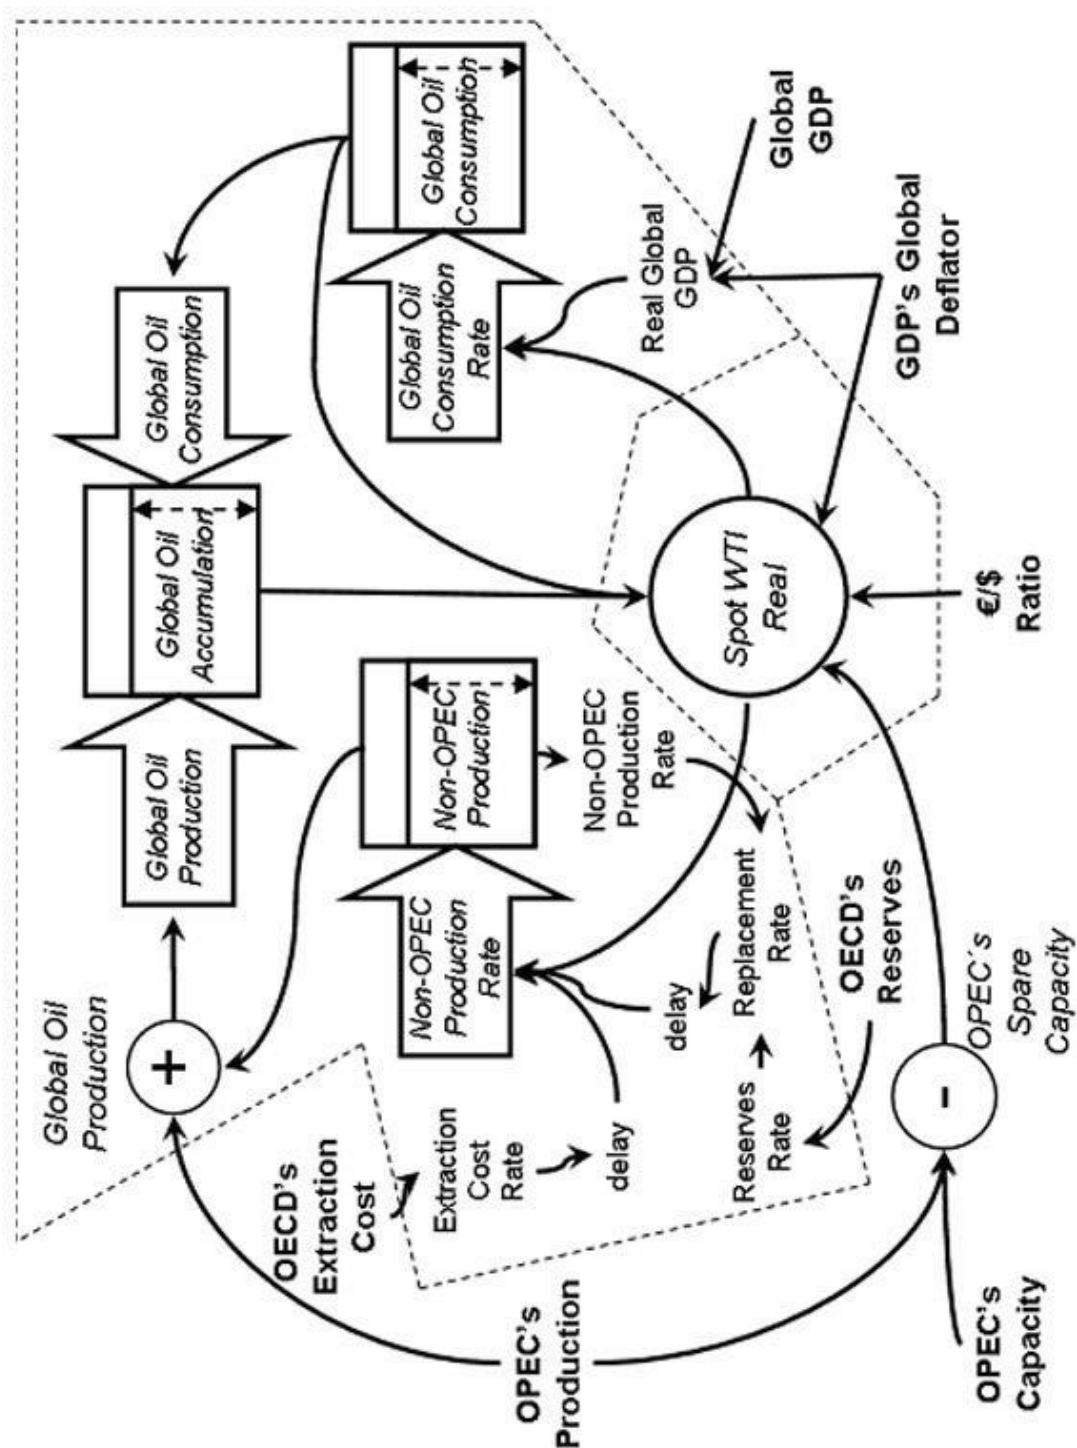 Global Oil
Production
+
Global Oil
Production
Global Oil
Accumulation
Global Oil
Consumption
OECD's
Extraction
Cost
Extraction
Cost
Rate
Non-OPEC
Production
Rate
Non-OPEC
Production
Global Oil
Consumption
Rate
Global Oil
Consumption
OPEC's
Production
delay
delay
Non-OPEC
Production
Rate
Real Global
GDP
Reserves
Rate
Replacement
Rate
Spot WTI
Real
Global
GDP
OECD's
Reserves
GDP's Global
Deflator
-
OPEC´s
Spare
Capacity
OPEC's
Capacity
€/$
Ratio